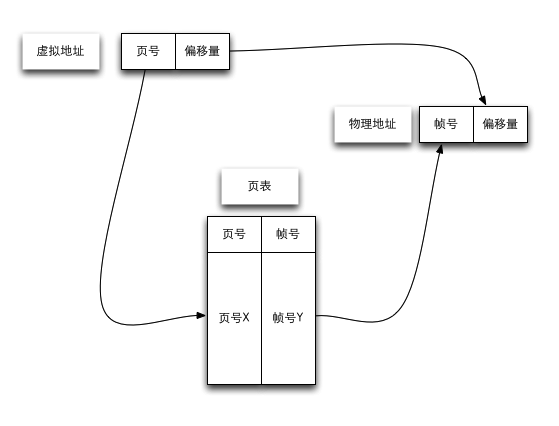 虚拟地址
页号 偏移量
物理地址
帧号 偏移量
页表
页号 帧号
页号X 帧号Y